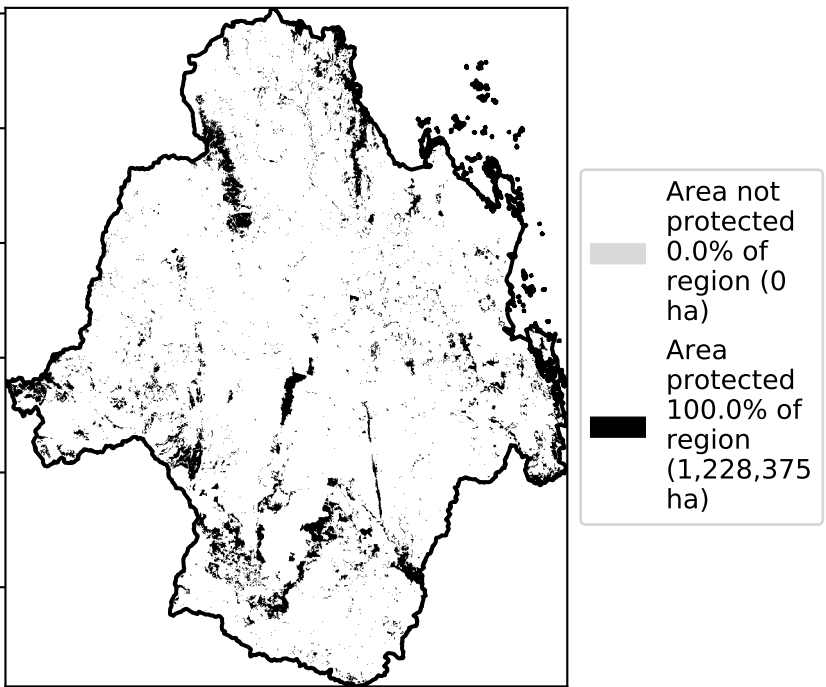 Area not
protected
0.0% of
region (0
ha)
Area
protected
100.0% of
region
(1,228,375
ha)